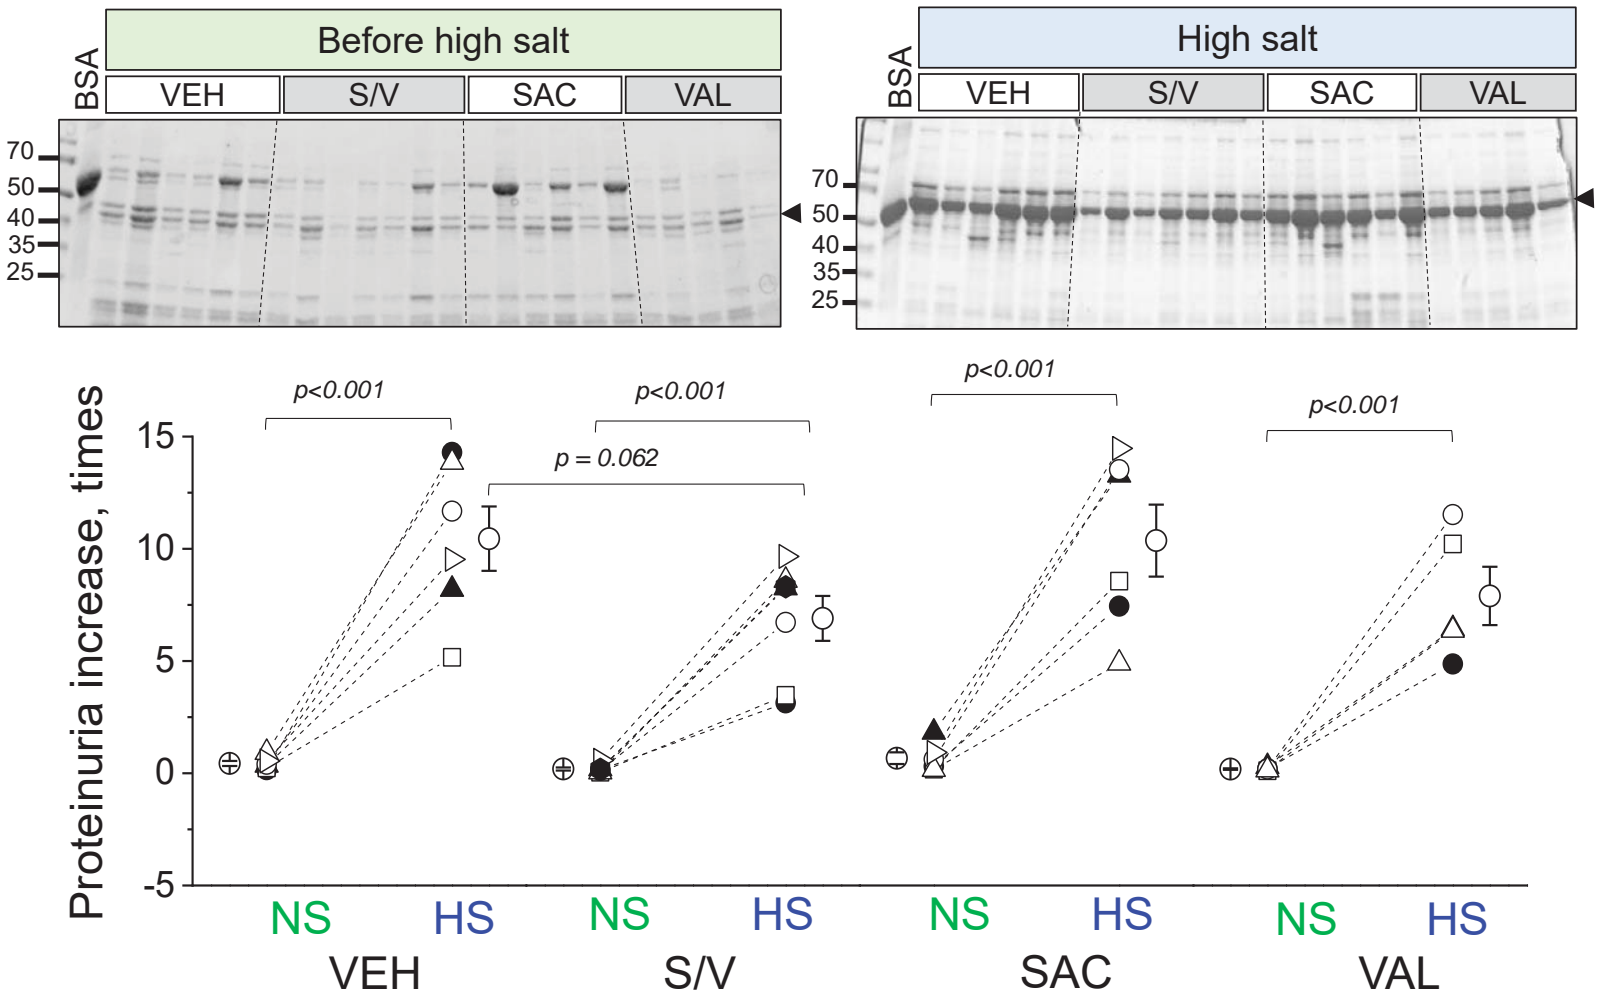 BSA
Before high salt
VEH S/V SAC VAL
70
50
40
35
25
BSA
High salt
VEH S/V SAC VAL
70
50
40
35
25
p<0.001
p<0.001
p = 0.062
p<0.001
p<0.001
Proteinuria increase, times
15
10
5
0
-5
NS HS NS HS NS HS NS HS
VEH S/V SAC VAL